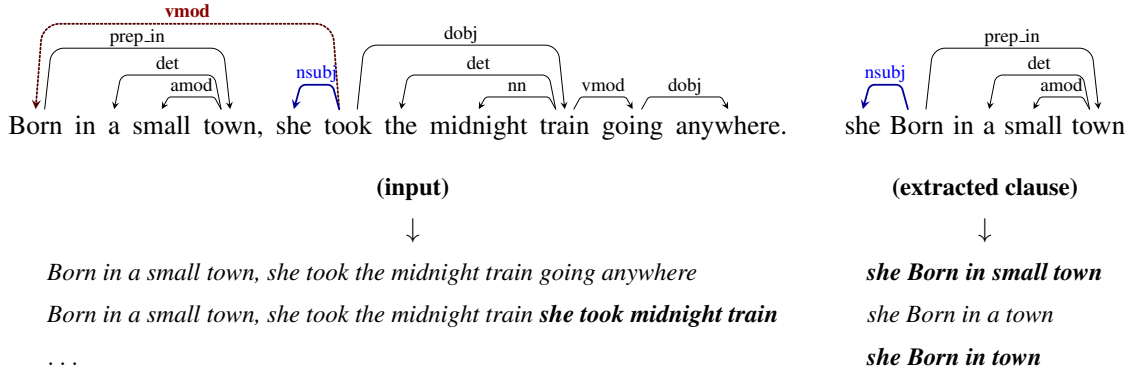 vmod
prep_in dobj prep_in
det nsubj det nsubj det
amod nn vmod dobj amod
Born in a small town, she took the midnight train going anywhere. she Born in a small town
(input) (extracted clause)
↓ ↓
Born in a small town, she took the midnight train going anywhere she Born in small town
Born in a small town, she took the midnight train she took midnight train she Born in a town
. . . she Born in town